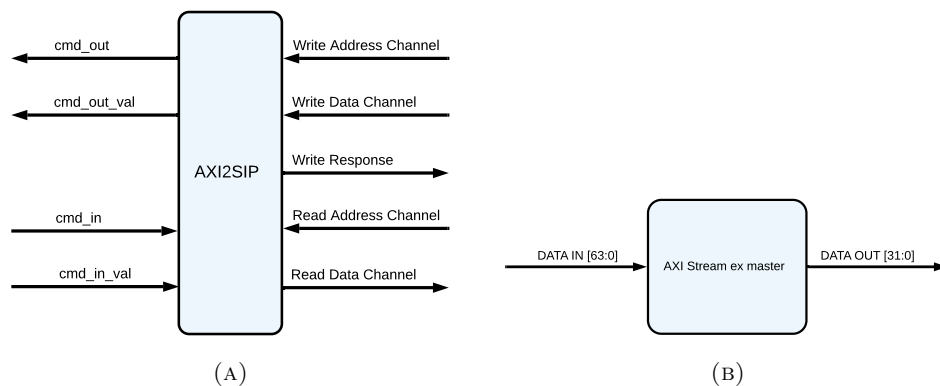 cmd_out
Write Address Channel
cmd_out_val
Write Data Channel
Write Response
AXI2SIP
cmd_in
Read Address Channel
cmd_in_val
Read Data Channel
(A)
DATA IN [63:0]
AXI Stream ex master
DATA OUT [31:0]
(B)